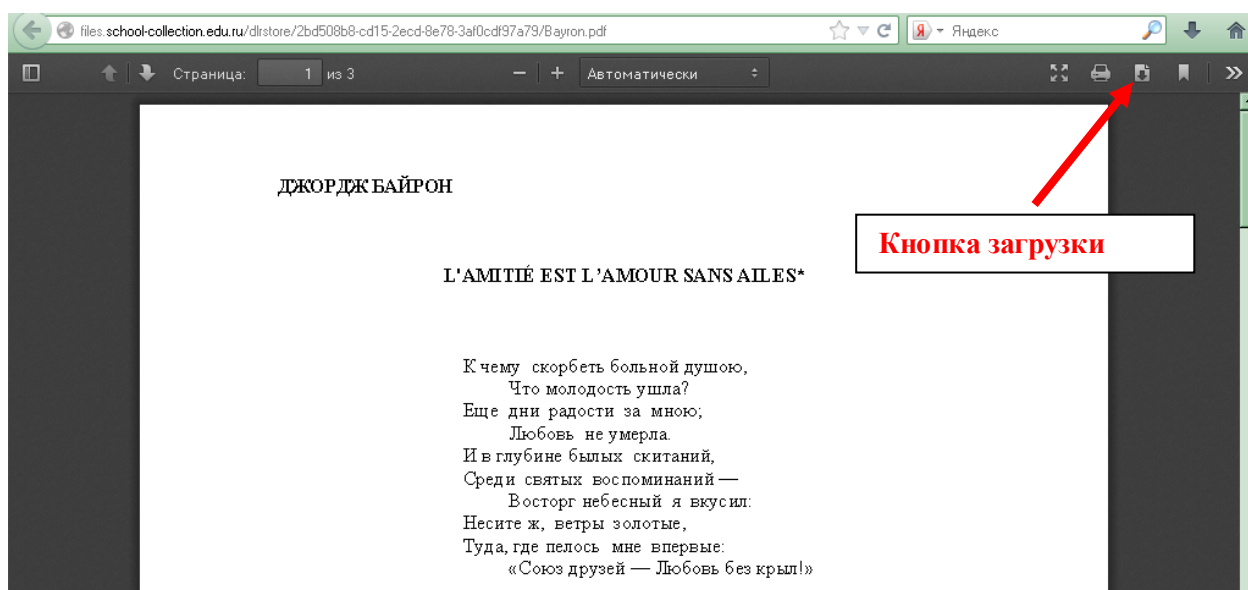 files.school-collection.edu.ru/dlrstore/2bd508b8-cd15-2ecd-8e78-3af0cdf97a79/Bayron.pdf
Я Яндекс
Страница: 1 из 3
Автоматически
ДЖОРДЖ БАЙРОН
Кнопка загрузки
L'AMITIÉ EST L’AMOUR SANS AILES*
К чему скорбеть больной душою,
Что молодость ушла?
Еще дни радости за мною;
Любовь не умерла.
И в глубине былых скитаний,
Среди святых воспоминаний —
Восторг небесный я вкусил:
Несите ж, ветры золотые,
Туда, где пелось мне впервые:
«Союз друзей — Любовь без крыл!»